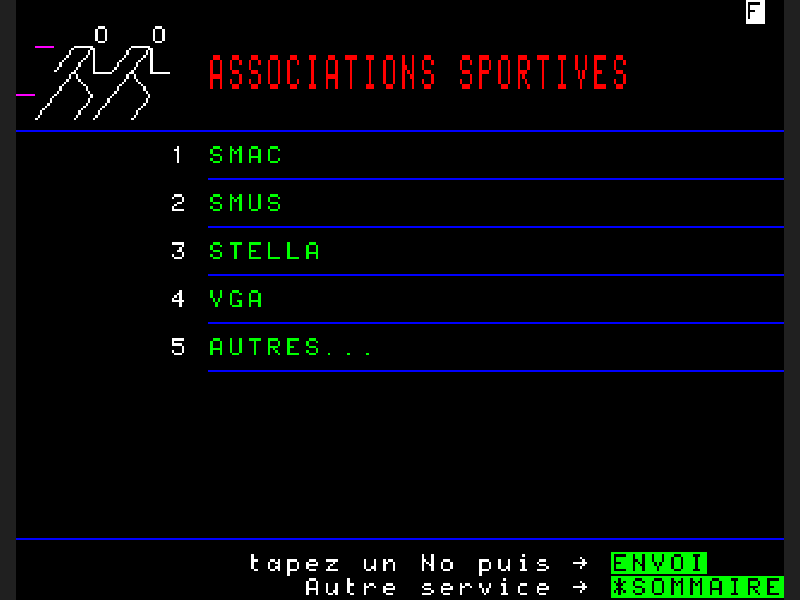 F
ASSOCIATIONS SPORTIVES
1 SMAC
2 SMUS
3 STELLA
4 VGA
5 AUTRES...
tapez un No puis → ENVOI
Autre service → *SOMMAIRE